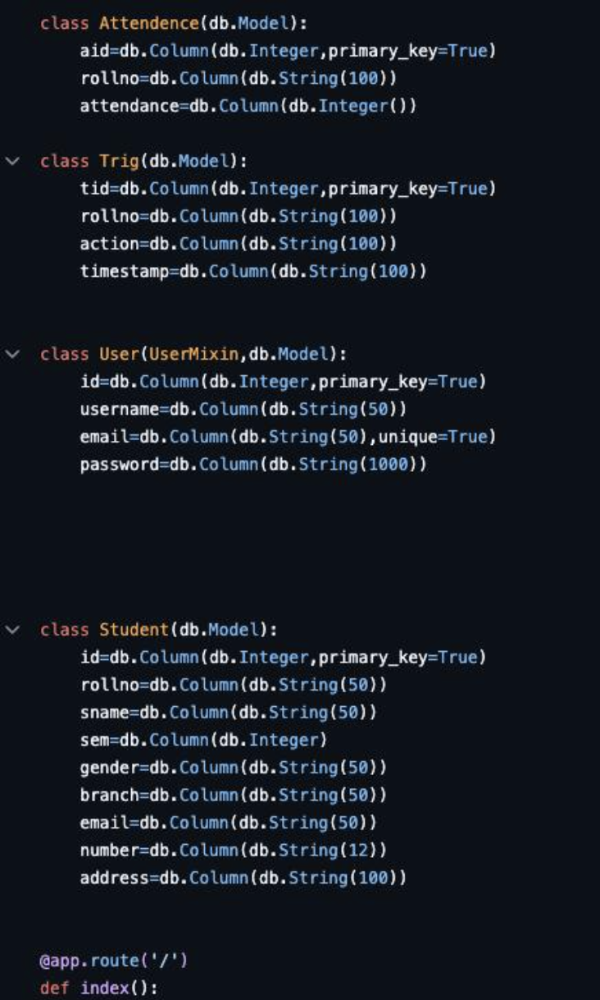 class Attendence(db.Model):
    aid=db.Column(db.Integer,primary_key=True)
    rollno=db.Column(db.String(100))
    attendance=db.Column(db.Integer())
class Trig(db.Model):
    tid=db.Column(db.Integer,primary_key=True)
    rollno=db.Column(db.String(100))
    action=db.Column(db.String(100))
    timestamp=db.Column(db.String(100))
class User(UserMixin,db.Model):
    id=db.Column(db.Integer,primary_key=True)
    username=db.Column(db.String(50))
    email=db.Column(db.String(50),unique=True)
    password=db.Column(db.String(1000))
class Student(db.Model):
    id=db.Column(db.Integer,primary_key=True)
    rollno=db.Column(db.String(50))
    sname=db.Column(db.String(50))
    sem=db.Column(db.Integer)
    gender=db.Column(db.String(50))
    branch=db.Column(db.String(50))
    email=db.Column(db.String(50))
    number=db.Column(db.String(12))
    address=db.Column(db.String(100))
@app.route('/')
def index():